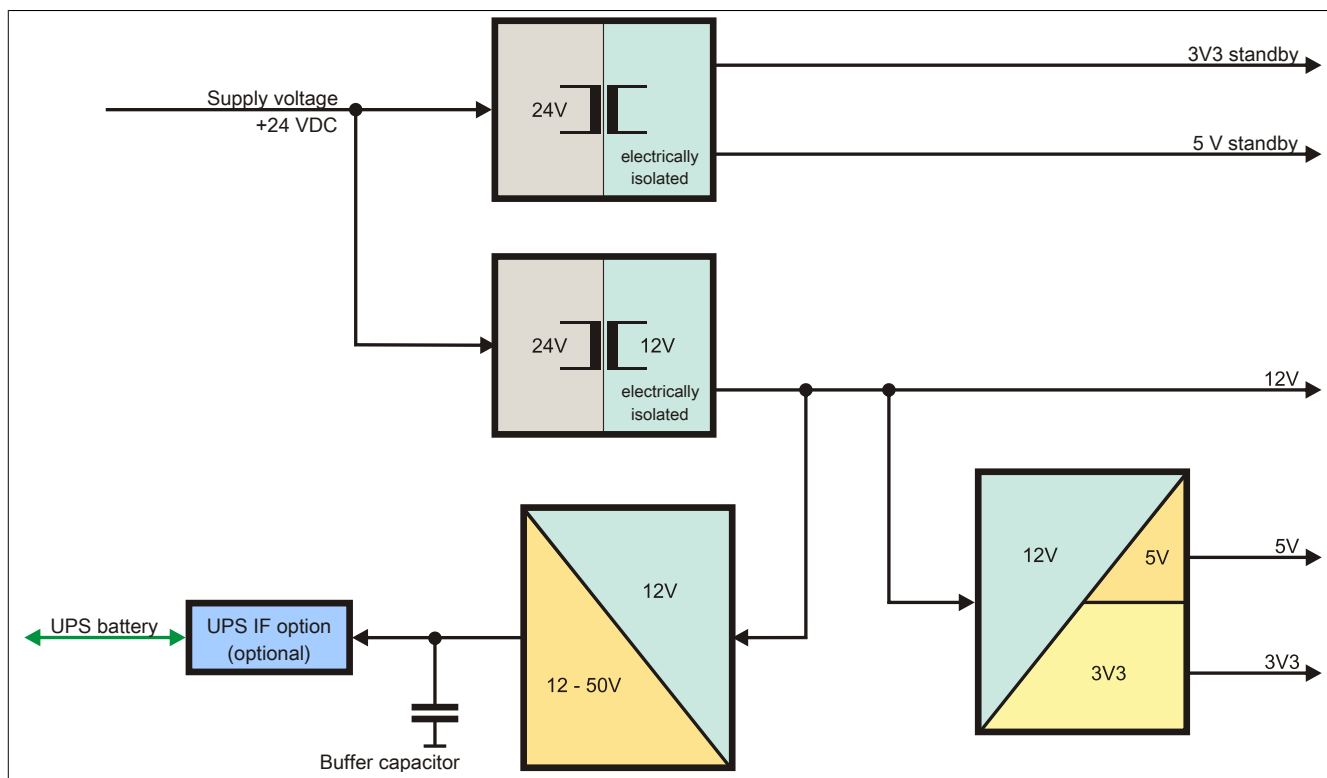 3V3 standby
Supply voltage
+24 VDC
24V
5 V standby
electrically
isolated
24V
12V
12V
electrically
isolated
12V
5V
5V
12V
UPS battery
UPS IF option
(optional)
12 - 50V
3V3
3V3
Buffer capacitor